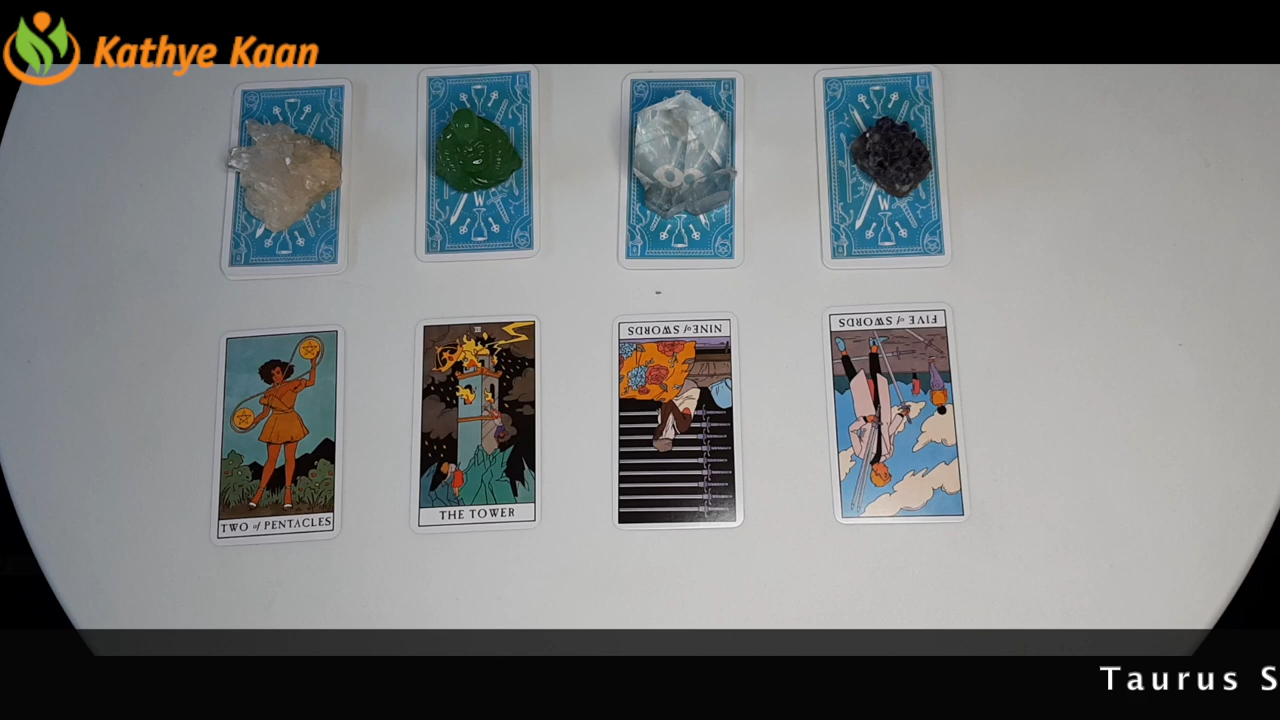 Kathye Kaan
W
W
NINE of SWORDS
FIVE of SWORDS
TWO of PENTACLES
THE TOWER
Taurus S